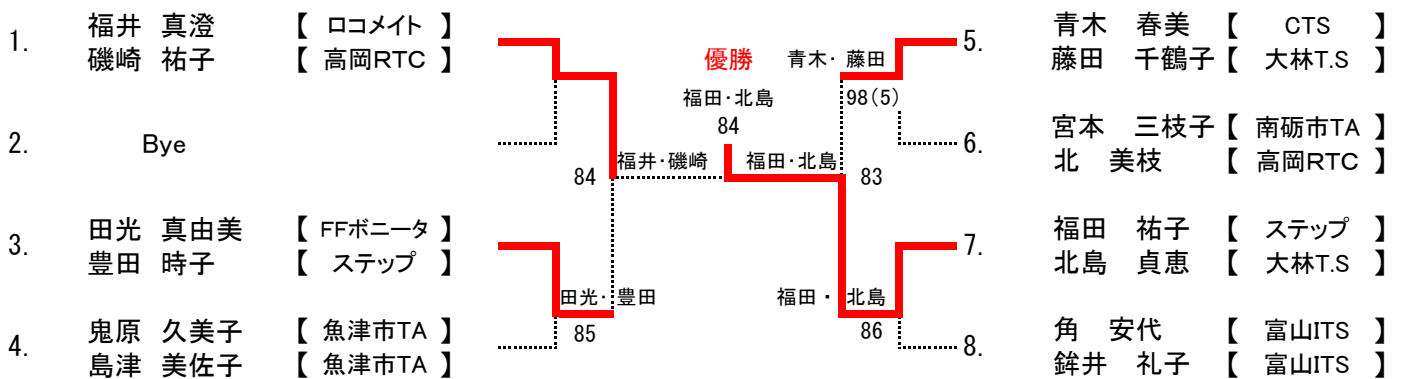 1.
福井 真澄 【 ロコメイト 】
磯崎 祐子 【 高岡RTC 】
2.
Bye
3.
田光 真由美 【 FFボニータ 】
豊田 時子 【 ステップ 】
4.
鬼原 久美子 【 魚津市TA 】
島津 美佐子 【 魚津市TA 】
84
福井・磯崎
田光・豊田
85
優勝
福田・北島
84
福田・北島
青木・藤田
98(5)
83
福田・北島
86
5.
青木 春美 【 CTS 】
藤田 千鶴子【 大林T.S 】
6.
宮本 三枝子【 南砺市TA 】
北 美枝 【 高岡RTC 】
7.
福田 祐子 【 ステップ 】
北島 貞恵 【 大林T.S 】
8.
角 安代 【 富山ITS 】
鉾井 礼子 【 富山ITS 】